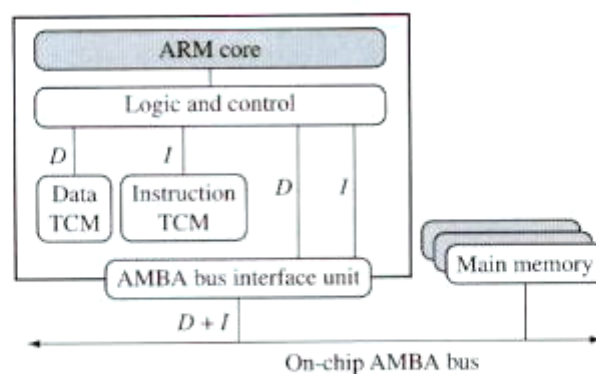 ARM core
Logic and control
D
I
D
I
Data
TCM
Instruction
TCM
AMBA bus interface unit
Main memory
D + I
On-chip AMBA bus